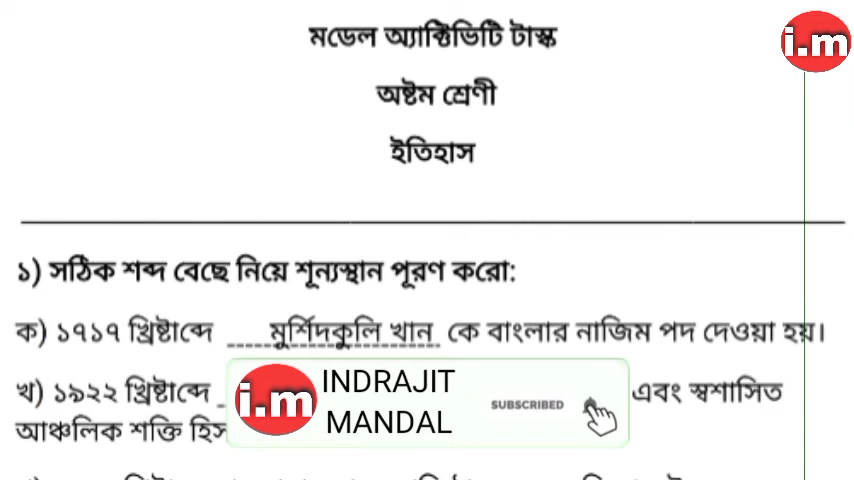 মডেল অ্যাক্টিভিটি টাস্ক
i.m
অষ্টম শ্রেণী
ইতিহাস
১) সঠিক শব্দ বেছে নিয়ে শূন্যস্থান পূরণ করো:
ক) ১৭১৭ খ্রিষ্টাব্দে মুর্শিদকুলি খান কে বাংলার নাজিম পদ দেওয়া হয়।
খ) ১৯২২ খ্রিষ্টাব্দে এবং স্বশাসিত
আঞ্চলিক শক্তি হিস
i.m
INDRAJIT
MANDAL
SUBSCRIBED